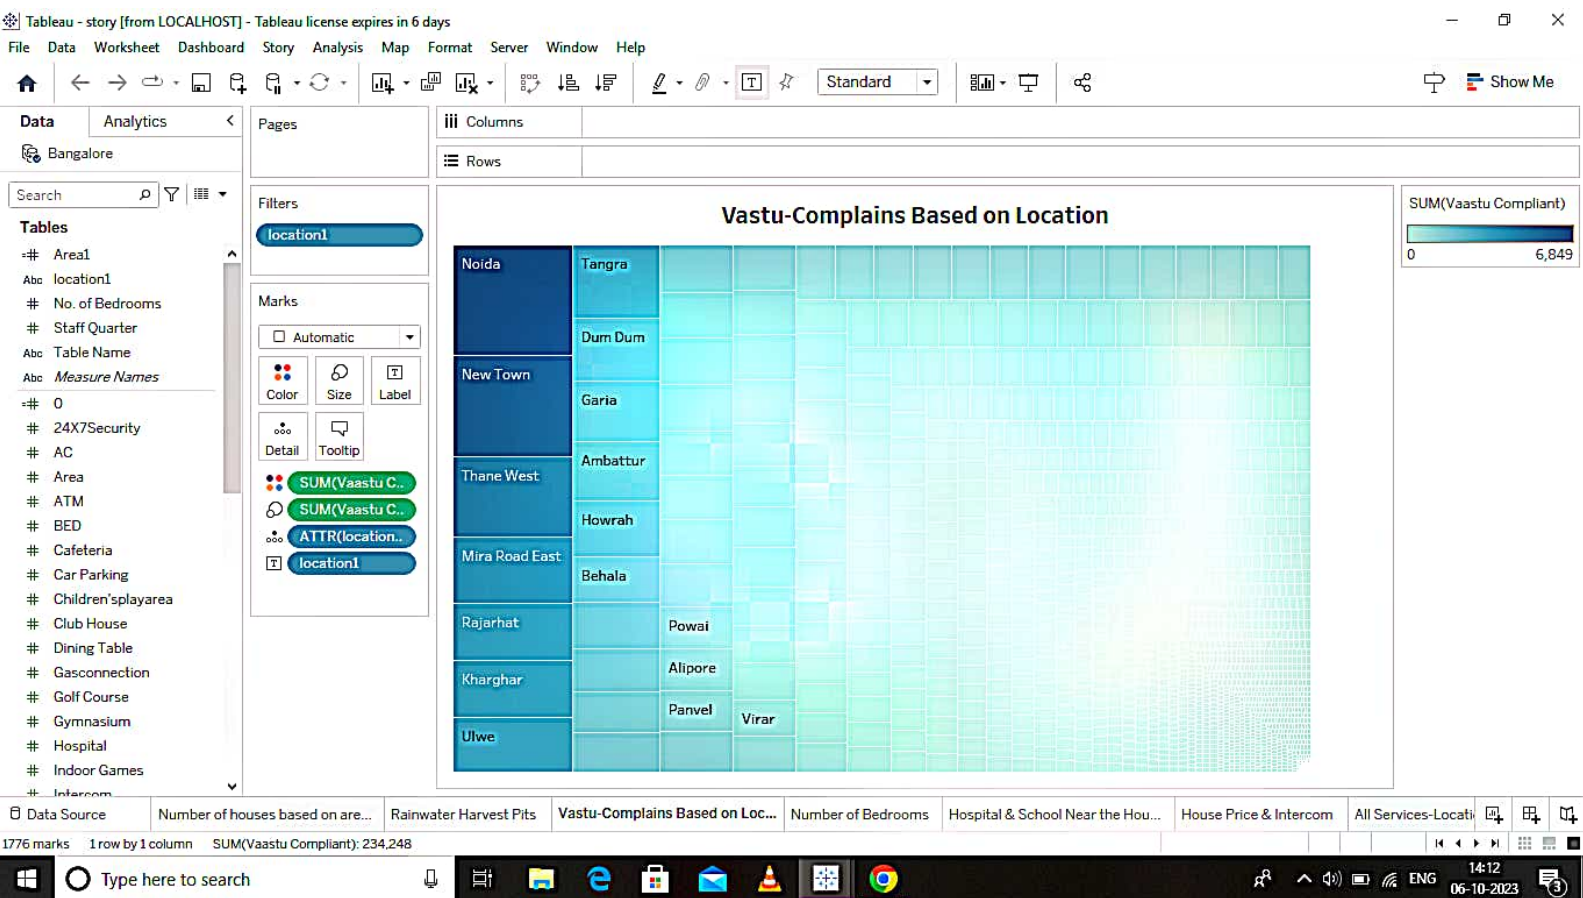 Tableau - story [from LOCALHOST] - Tableau license expires in 6 days
File Data Worksheet Dashboard Story Analysis Map Format Server Window Help
Standard
Show Me
Data Analytics
Bangalore
Search
Tables
Area1
Abc location1
# No. of Bedrooms
# Staff Quarter
Abc Table Name
Abc Measure Names
=# 0
# 24X7Security
# AC
# Area
# ATM
# BED
# Cafeteria
# Car Parking
# Children'splayarea
# Club House
# Dining Table
# Gasconnection
# Golf Course
# Gymnasium
# Hospital
# Indoor Games
# Intercom
Pages
Filters
location1
Marks
Automatic
Color Size Label
Detail Tooltip
SUM(Vaastu C..
SUM(Vaastu C..
ATTR(location..
location1
Columns
Rows
Vastu-Complains Based on Location
Noida
New Town
Thane West
Mira Road East
Rajarhat
Kharghar
Ulwe
Tangra
Dum Dum
Garia
Ambattur
Howrah
Behala
Powai
Alipore
Panvel
Virar
SUM(Vaastu Compliant)
0 6,849
Data Source Number of houses based on are... Rainwater Harvest Pits Vastu-Complains Based on Loc... Number of Bedrooms Hospital & School Near the Hou... House Price & Intercom All Services-Locati
1776 marks 1 row by 1 column SUM(Vaastu Compliant): 234,248
Type here to search
ENG
14:12
06-10-2023
3